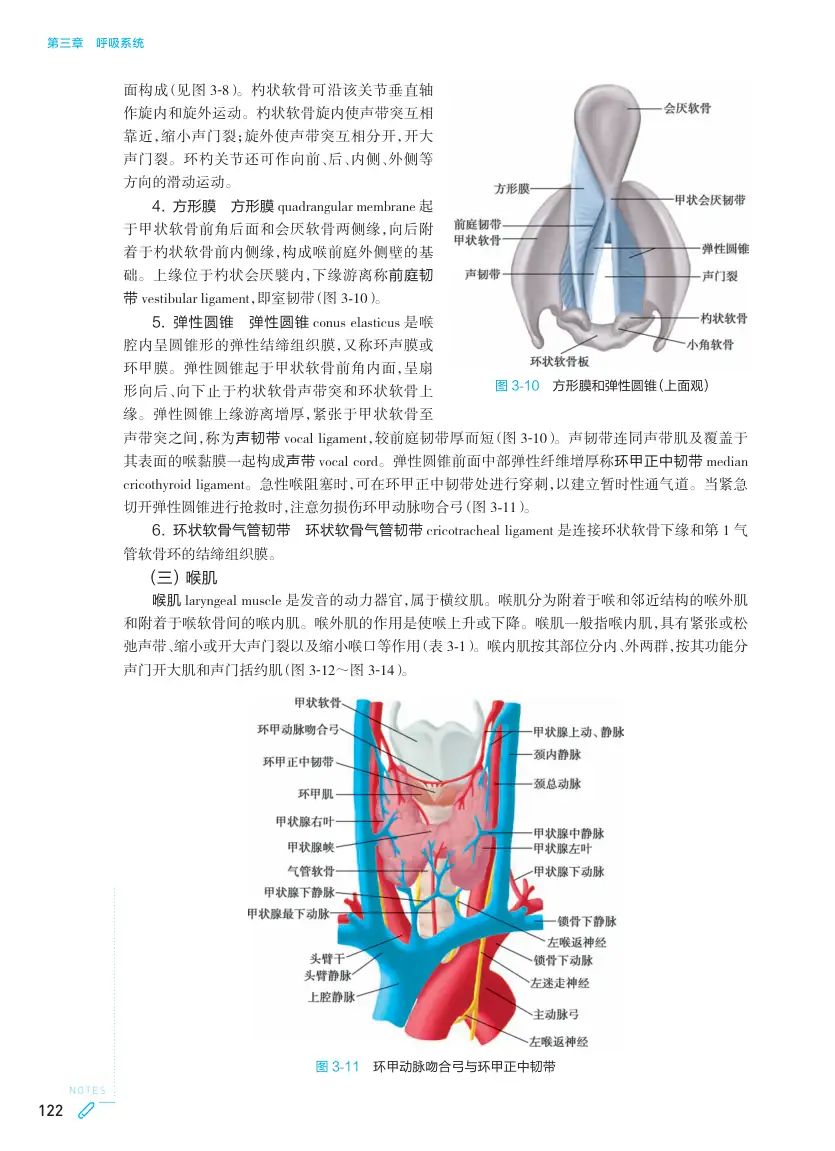 第三章 呼吸系统
面构成(见图 3-8)。杓状软骨可沿该关节垂直轴
作旋内和旋外运动。杓状软骨旋内使声带突互相
靠近,缩小声门裂;旋外使声带突互相分开,开大
声门裂。环杓关节还可作向前、后、内侧、外侧等
方向的滑动运动。
4. 方形膜 方形膜 quadrangular membrane 起
于甲状软骨前角后面和会厌软骨两侧缘,向后附
着于杓状软骨前内侧缘,构成喉前庭外侧壁的基
础。上缘位于杓状会厌襞内,下缘游离称前庭韧
带 vestibular ligament,即室韧带(图 3-10)。
5. 弹性圆锥 弹性圆锥 conus elasticus 是喉
腔内呈圆锥形的弹性结缔组织膜,又称环声膜或
环甲膜。弹性圆锥起于甲状软骨前角内面,呈扇
形向后、向下止于杓状软骨声带突和环状软骨上
缘。弹性圆锥上缘游离增厚,紧张于甲状软骨至
会厌软骨
方形膜
甲状会厌韧带
前庭韧带
甲状软骨
弹性圆锥
声韧带
声门裂
杓状软骨
小角软骨
环状软骨板
图 3-10 方形膜和弹性圆锥(上面观)
声带突之间,称为声韧带 vocal ligament,较前庭韧带厚而短(图 3-10)。声韧带连同声带肌及覆盖于
其表面的喉黏膜一起构成声带 vocal cord。弹性圆锥前面中部弹性纤维增厚称环甲正中韧带 median
cricothyroid ligament。急性喉阻塞时,可在环甲正中韧带处进行穿刺,以建立暂时性通气道。当紧急
切开弹性圆锥进行抢救时,注意勿损伤环甲动脉吻合弓(图 3-11)。
6. 环状软骨气管韧带 环状软骨气管韧带 cricotracheal ligament 是连接环状软骨下缘和第 1 气
管软骨环的结缔组织膜。
(三)喉肌
喉肌 laryngeal muscle 是发音的动力器官,属于横纹肌。喉肌分为附着于喉和邻近结构的喉外肌
和附着于喉软骨间的喉内肌。喉外肌的作用是使喉上升或下降。喉肌一般指喉内肌,具有紧张或松
弛声带、缩小或开大声门裂以及缩小喉口等作用(表 3-1)。喉内肌按其部位分内、外两群,按其功能分
声门开大肌和声门括约肌(图 3-12～图 3-14)。
甲状软骨
环甲动脉吻合弓
环甲正中韧带
环甲肌
甲状腺右叶
甲状腺峡
气管软骨
甲状腺下静脉
甲状腺最下动脉
头臂干
头臂静脉
上腔静脉
甲状腺上动、静脉
颈内静脉
颈总动脉
甲状腺中静脉
甲状腺左叶
甲状腺下动脉
锁骨下静脉
左喉返神经
锁骨下动脉
左迷走神经
主动脉弓
左喉返神经
图 3-11 环甲动脉吻合弓与环甲正中韧带
NOTES
122